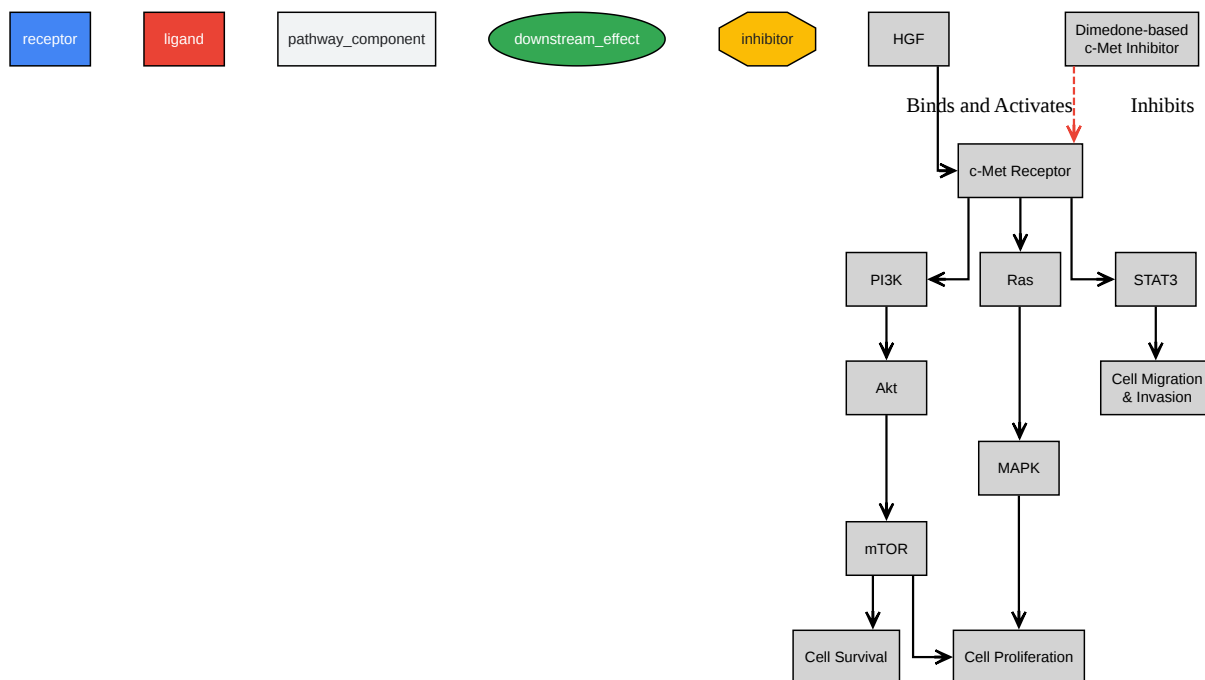 receptor
ligand
pathway_component
downstream_effect
inhibitor
HGF
Dimedone-based
c-Met Inhibitor
Binds and Activates
Inhibits
c-Met Receptor
PI3K
Ras
STAT3
Akt
Cell Migration
& Invasion
MAPK
mTOR
Cell Survival
Cell Proliferation